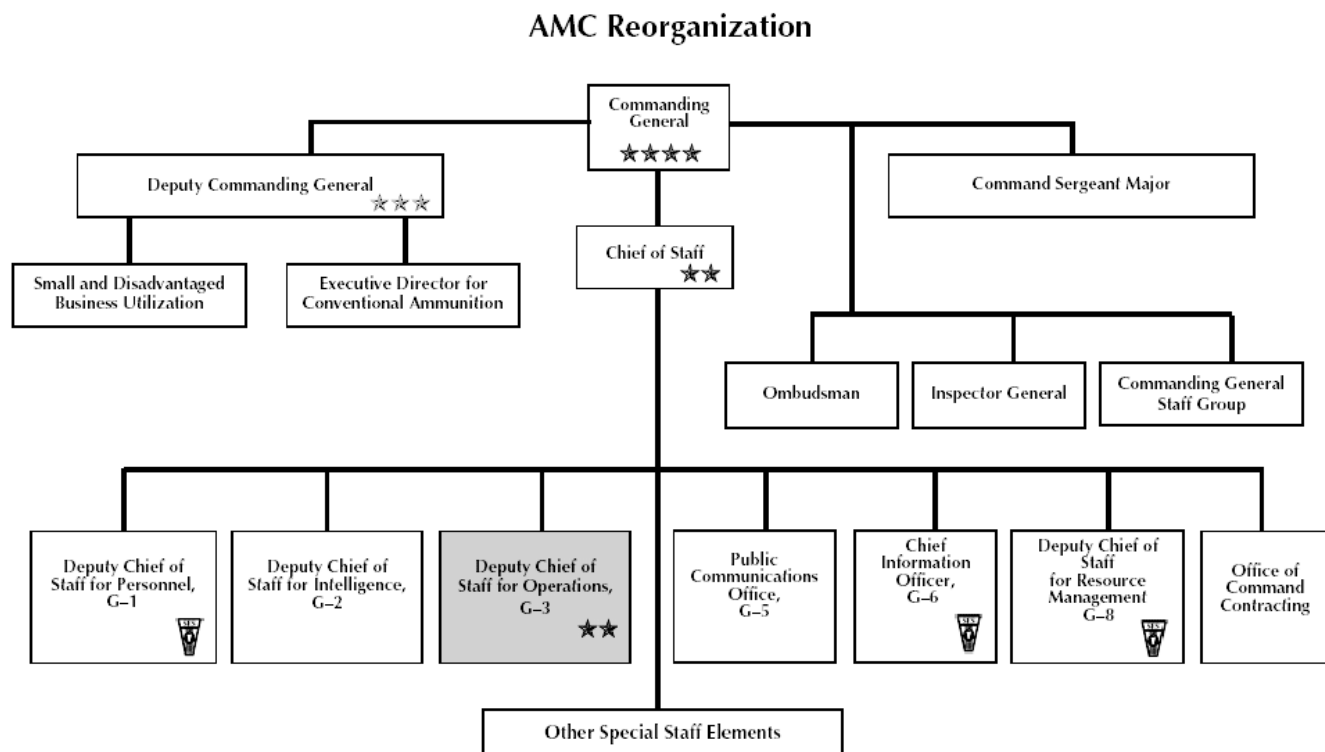 AMC Reorganization
Commanding
General
Deputy Commanding General
Command Sergeant Major
Chief of Staff
Small and Disadvantaged
Business Utilization
Executive Director for
Conventional Ammunition
Ombudsman
Inspector General
Commanding General
Staff Group
Deputy Chief of
Staff for Personnel,
G–1
SES
Deputy Chief of
Staff for Intelligence,
G–2
Deputy Chief of
Staff for Operations,
G–3
Public
Communications
Office,
G–5
Chief
Information
Officer,
G–6
SES
Deputy Chief of
Staff
for Resource
Management
G–8
SES
Office of
Command
Contracting
Other Special Staff Elements